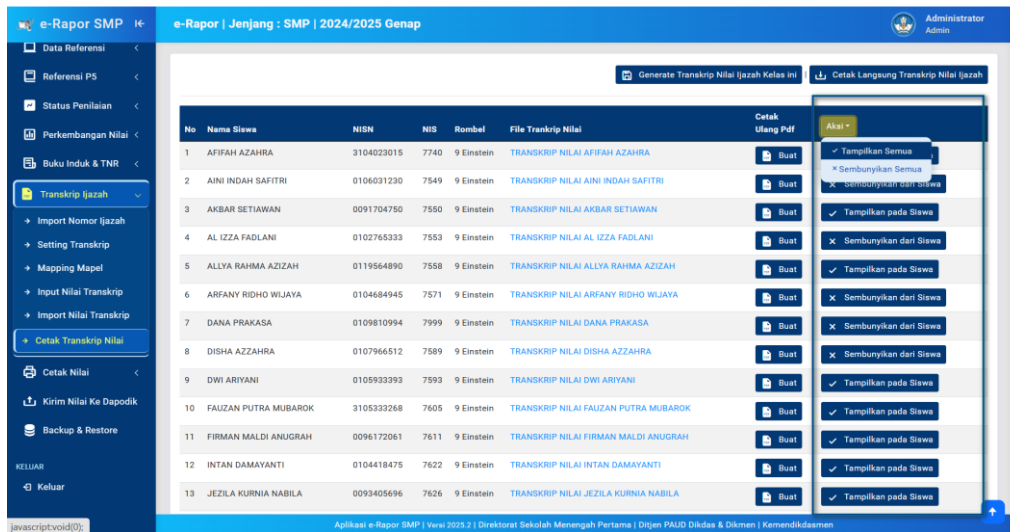 e-Rapor SMP
e-Rapor | Jenjang : SMP | 2024/2025 Genap
Administrator
Admin
Data Referensi
Referensi P5
Status Penilaian
Perkembangan Nilai
Buku Induk & TNR
Transkrip Ijazah
Import Nomor Ijazah
Setting Transkrip
Mapping Mapel
Input Nilai Transkrip
Import Nilai Transkrip
Cetak Transkrip Nilai
Cetak Nilai
Kirim Nilai Ke Dapodik
Backup & Restore
KELUAR
Keluar
javascript:void(0);
Generate Transkrip Nilai Ijazah Kelas ini | Cetak Langsung Transkrip Nilai Ijazah
No Nama Siswa NISN NIS Rombel File Trankrip Nilai Cetak Ulang Pdf Aksi
Tampilkan Semua
Sembunyikan Semua
1 AFIFAH AZAHRA 3104023015 7740 9 Einstein TRANSKRIP NILAI AFIFAH AZAHRA Buat
2 AINI INDAH SAFITRI 0106031230 7549 9 Einstein TRANSKRIP NILAI AINI INDAH SAFITRI Buat Sembunyikan dari Siswa
3 AKBAR SETIAWAN 0091704750 7550 9 Einstein TRANSKRIP NILAI AKBAR SETIAWAN Buat Tampilkan pada Siswa
4 AL IZZA FADLANI 0102765333 7553 9 Einstein TRANSKRIP NILAI AL IZZA FADLANI Buat Sembunyikan dari Siswa
5 ALLYA RAHMA AZIZAH 0119564890 7558 9 Einstein TRANSKRIP NILAI ALLYA RAHMA AZIZAH Buat Tampilkan pada Siswa
6 ARFANY RIDHO WIJAYA 0104684945 7571 9 Einstein TRANSKRIP NILAI ARFANY RIDHO WIJAYA Buat Sembunyikan dari Siswa
7 DANA PRAKASA 0109810994 7999 9 Einstein TRANSKRIP NILAI DANA PRAKASA Buat Sembunyikan dari Siswa
8 DISHA AZZAHRA 0107966512 7589 9 Einstein TRANSKRIP NILAI DISHA AZZAHRA Buat Sembunyikan dari Siswa
9 DWI ARIYANI 0105933393 7593 9 Einstein TRANSKRIP NILAI DWI ARIYANI Buat Tampilkan pada Siswa
10 FAUZAN PUTRA MUBAROK 3105333268 7605 9 Einstein TRANSKRIP NILAI FAUZAN PUTRA MUBAROK Buat Tampilkan pada Siswa
11 FIRMAN MALDI ANUGRAH 0096172061 7611 9 Einstein TRANSKRIP NILAI FIRMAN MALDI ANUGRAH Buat Tampilkan pada Siswa
12 INTAN DAMAYANTI 0104418475 7622 9 Einstein TRANSKRIP NILAI INTAN DAMAYANTI Buat Tampilkan pada Siswa
13 JEZILA KURNIA NABILA 0093405696 7626 9 Einstein TRANSKRIP NILAI JEZILA KURNIA NABILA Buat Tampilkan pada Siswa
Aplikasi e-Rapor SMP | Versi 2025.2 | Direktorat Sekolah Menengah Pertama | Ditjen PAUD Dikdas & Dikmen | Kemendikdasmen